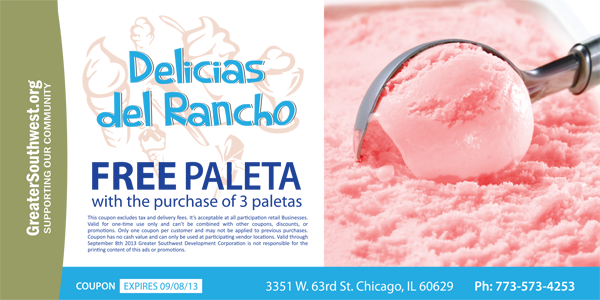 GreaterSouthwest.org
SUPPORTING OUR COMMUNITY
Delicias
del Rancho
FREE PALETA
with the purchase of 3 paletas
This coupon excludes tax and delivery fees. It's acceptable at all participation retail Businesses.
Valid for one-time use only and can't be combined with other coupons, discounts, or
promotions. Only one coupon per customer and may not be applied to previous purchases.
Coupon has no cash value and can only be used at participating vendor locations. Valid through
September 8th 2013 Greater Southwest Development Corporation is not responsible for the
printing content of this ads or promotions.
COUPON EXPIRES 09/08/13
3351 W. 63rd St. Chicago, IL 60629 Ph: 773-573-4253